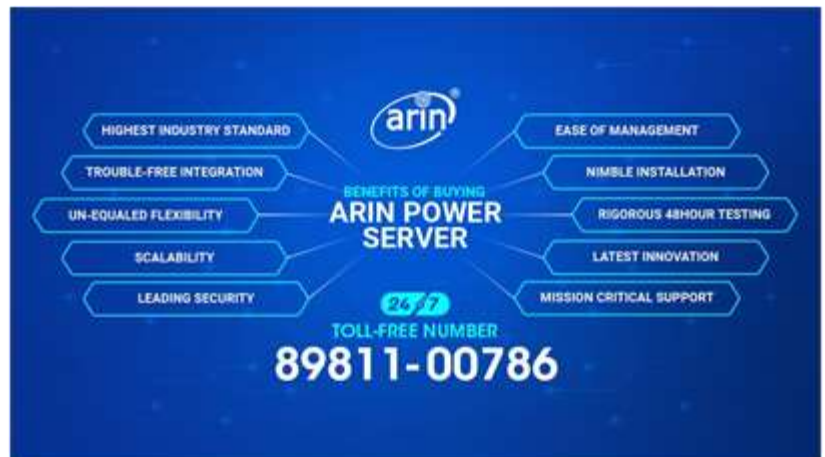 arin
HIGHEST INDUSTRY STANDARD
TROUBLE-FREE INTEGRATION
UN-EQUALED FLEXIBILITY
SCALABILITY
LEADING SECURITY
BENEFITS OF BUYING
ARIN POWER
SERVER
EASE OF MANAGEMENT
NIMBLE INSTALLATION
RIGOROUS 48HOUR TESTING
LATEST INNOVATION
MISSION CRITICAL SUPPORT
24/7
TOLL-FREE NUMBER
89811-00786